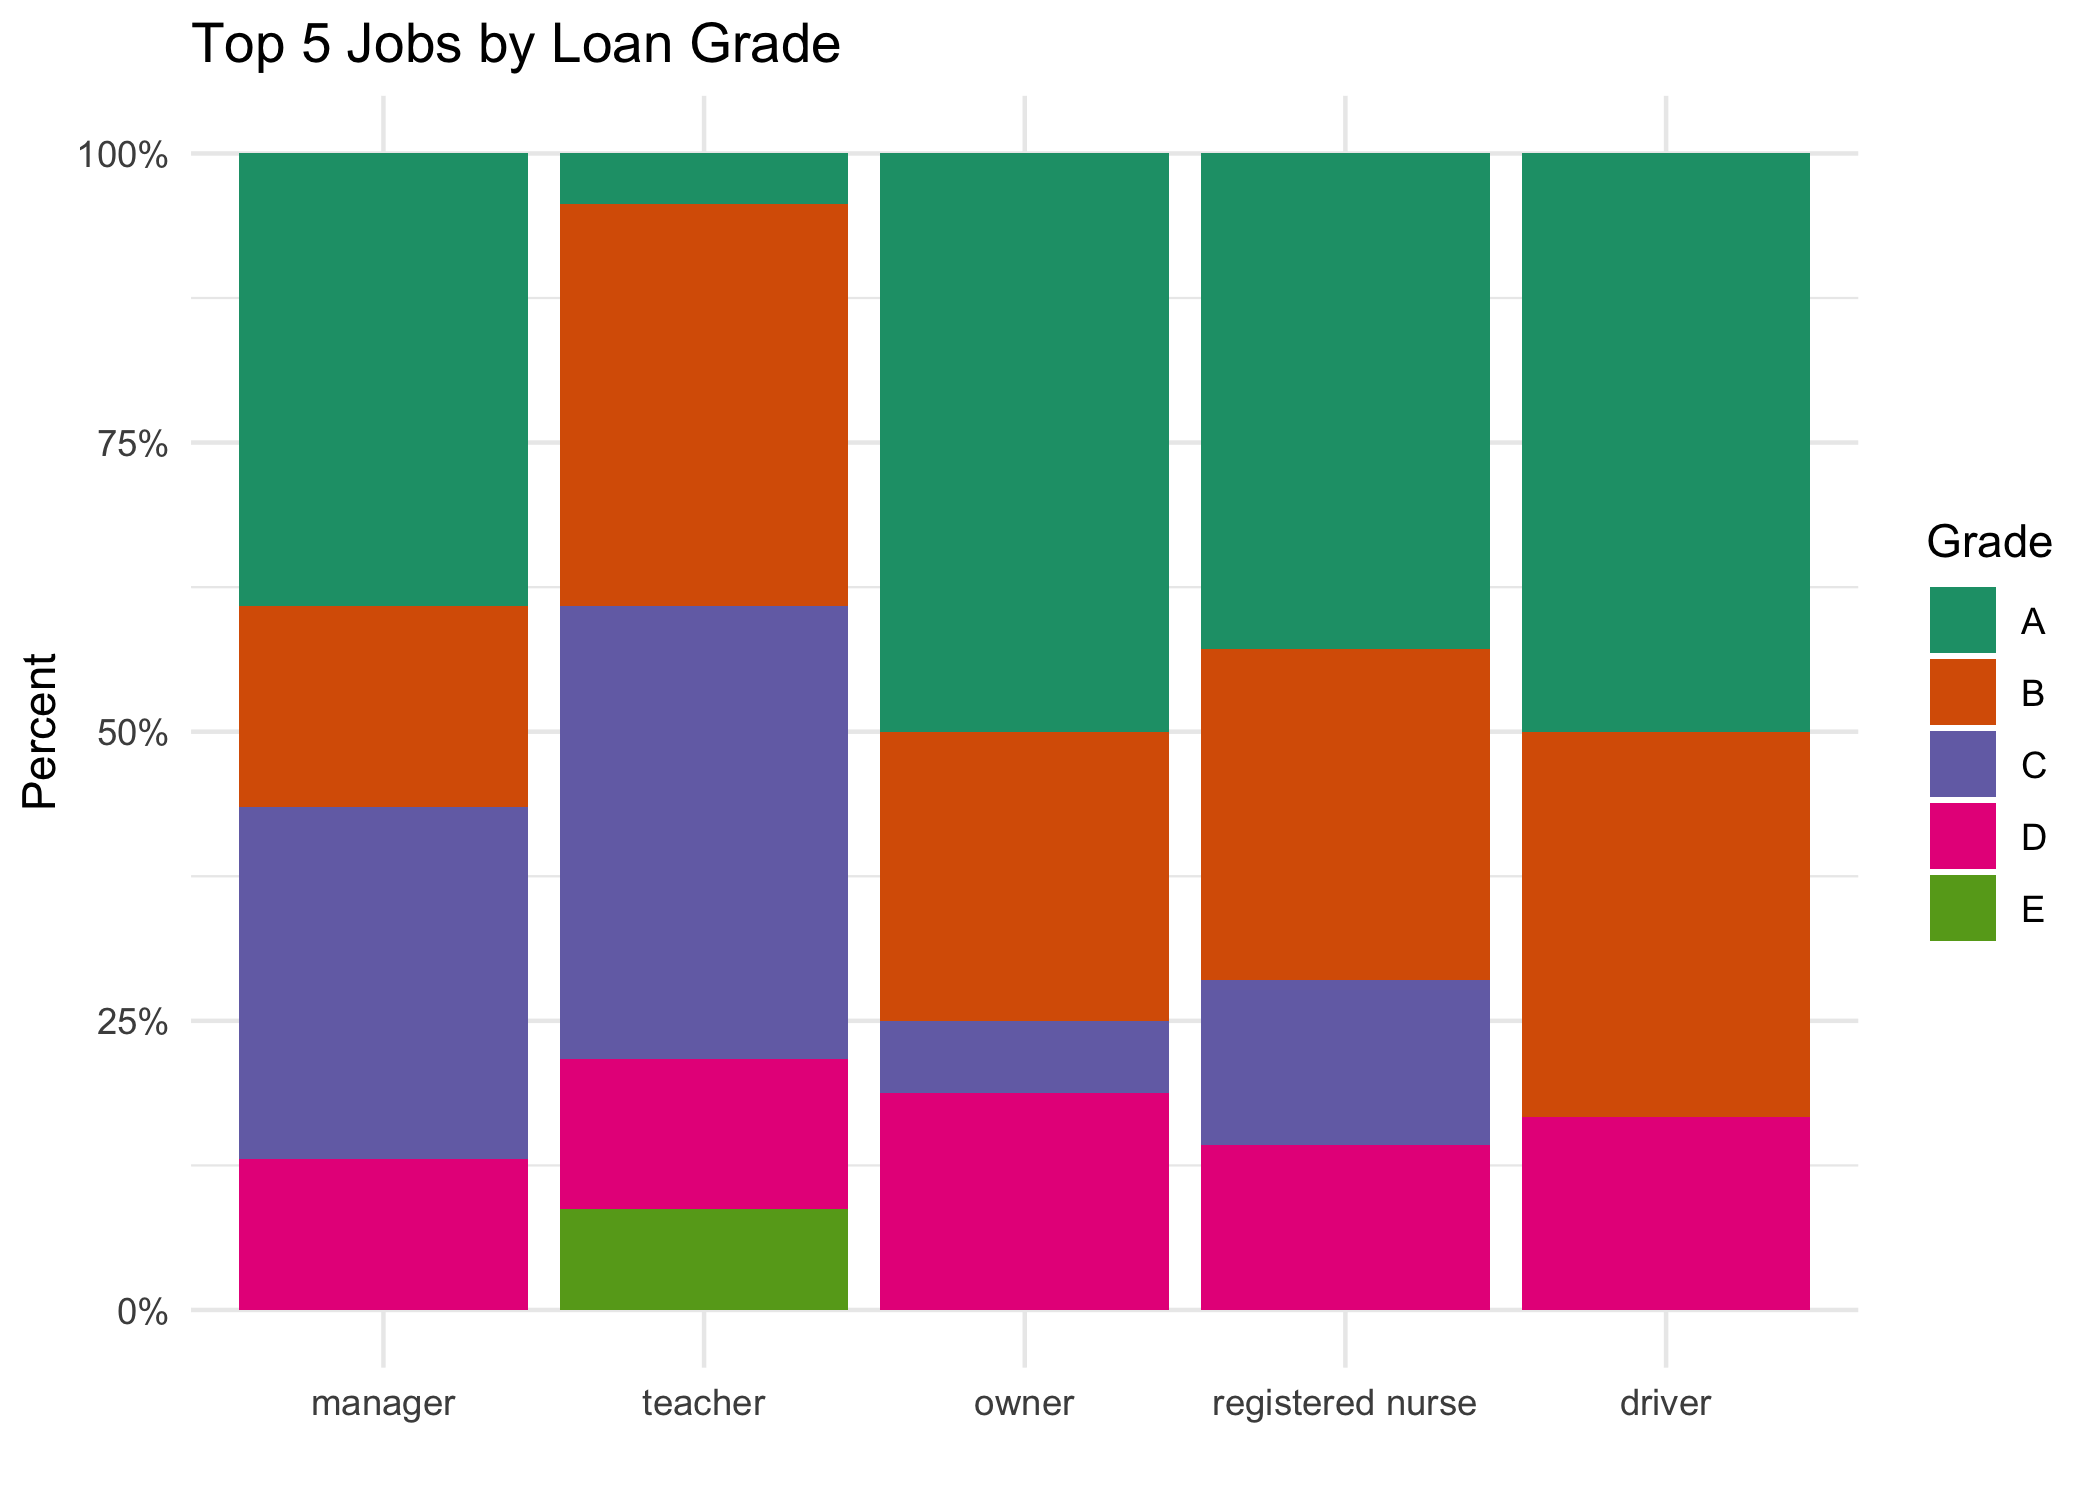 Top 5 Jobs by Loan Grade
100%
75%
50%
25%
0%
Percent
manager
teacher
owner
registered nurse
driver
Grade
A
B
C
D
E